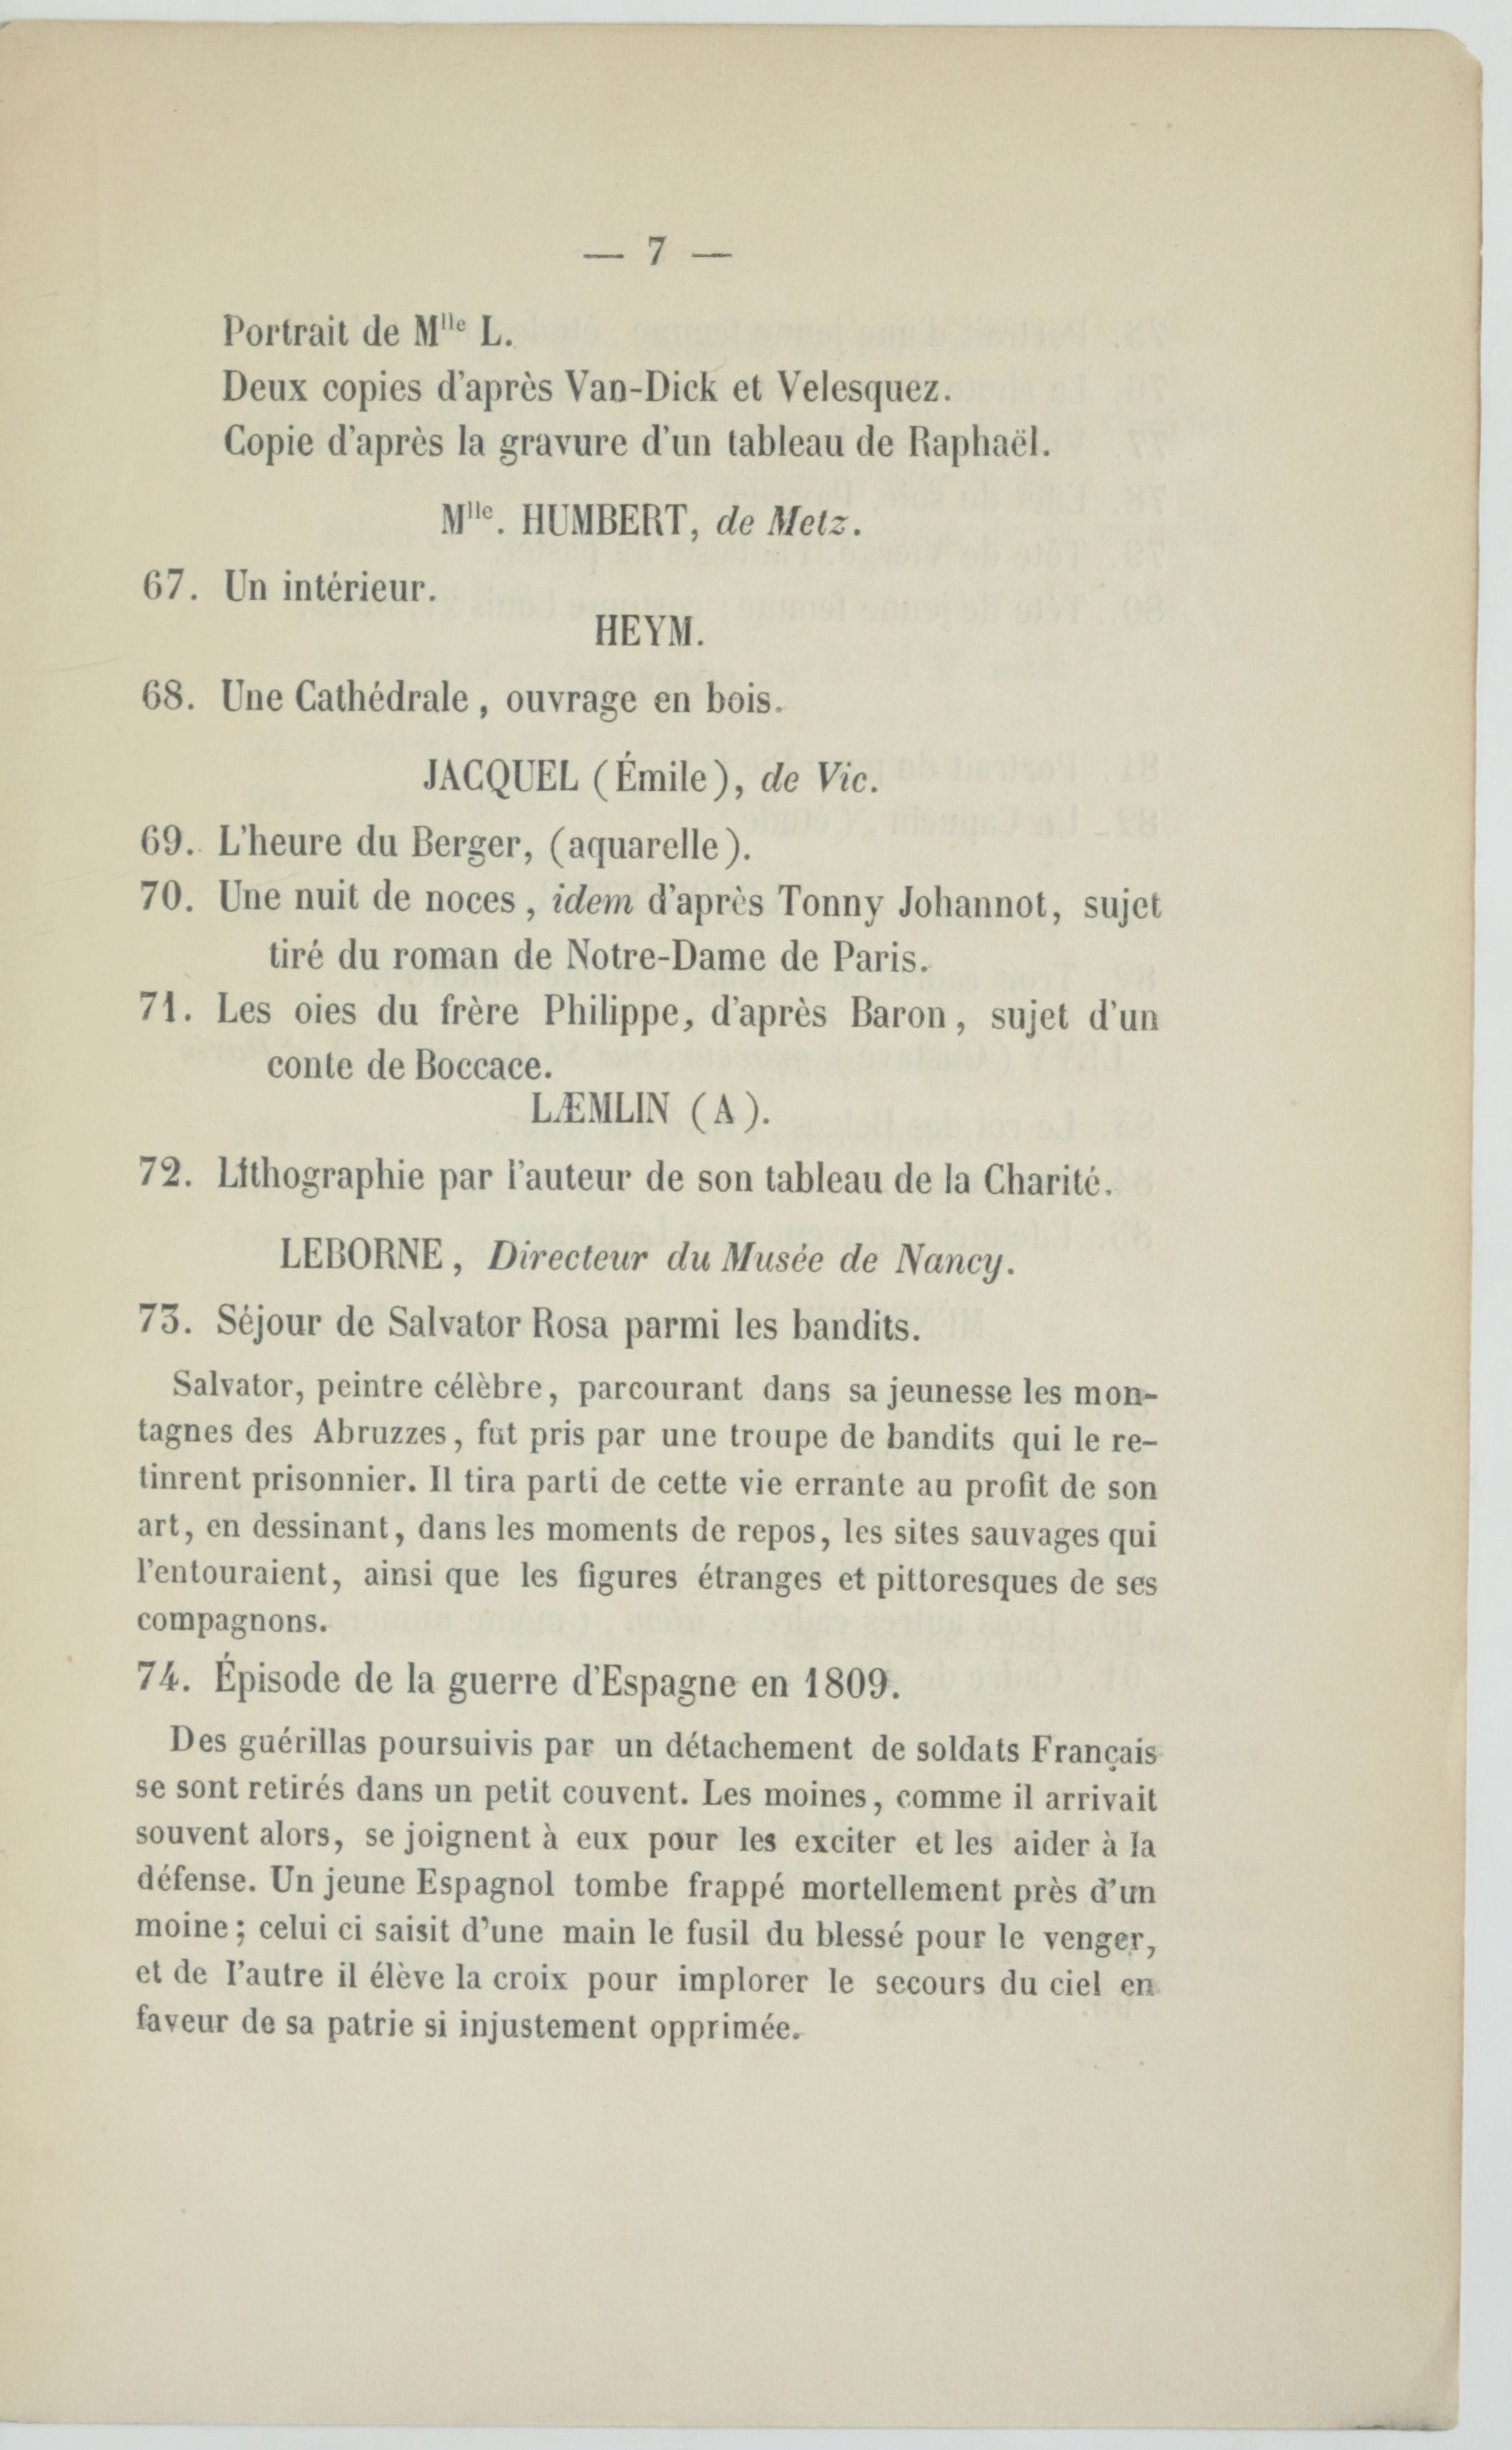 — 7 —
Portrait de Mlle L.
Deux copies d'après Van-Dick et Velesquez.
Copie d'après la gravure d'un tableau de Raphaël.
Mlle. HUMBERT, de Metz.
67. Un intérieur.
HEYM.
68. Une Cathédrale, ouvrage en bois.
JACQUEL (Émile), de Vic.
69. L'heure du Berger, (aquarelle).
70. Une nuit de noces, idem d'après Tonny Johannot, sujet
tiré du roman de Notre-Dame de Paris.
71. Les oies du frère Philippe, d'après Baron, sujet d'un
conte de Boccace.
LÆMLIN (A).
72. Lithographie par l'auteur de son tableau de la Charité.
LEBORNE, Directeur du Musée de Nancy.
73. Séjour de Salvator Rosa parmi les bandits.
Salvator, peintre célèbre, parcourant dans sa jeunesse les mon-
tagnes des Abruzzes, fut pris par une troupe de bandits qui le re-
tinrent prisonnier. Il tira parti de cette vie errante au profit de son
art, en dessinant, dans les moments de repos, les sites sauvages qui
l'entouraient, ainsi que les figures étranges et pittoresques de ses
compagnons.
74. Épisode de la guerre d'Espagne en 1809.
Des guérillas poursuivis par un détachement de soldats Français
se sont retirés dans un petit couvent. Les moines, comme il arrivait
souvent alors, se joignent à eux pour les exciter et les aider à la
défense. Un jeune Espagnol tombe frappé mortellement près d'un
moine; celui ci saisit d'une main le fusil du blessé pour le venger,
et de l'autre il élève la croix pour implorer le secours du ciel en
faveur de sa patrie si injustement opprimée.